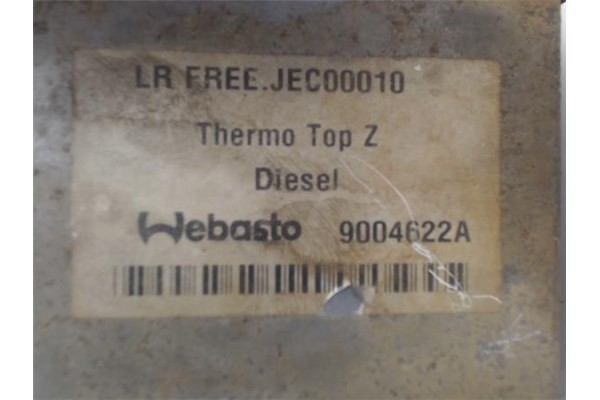 LR FREE.JEC00010
Thermo Top Z
Diesel
Webasto 9004622A